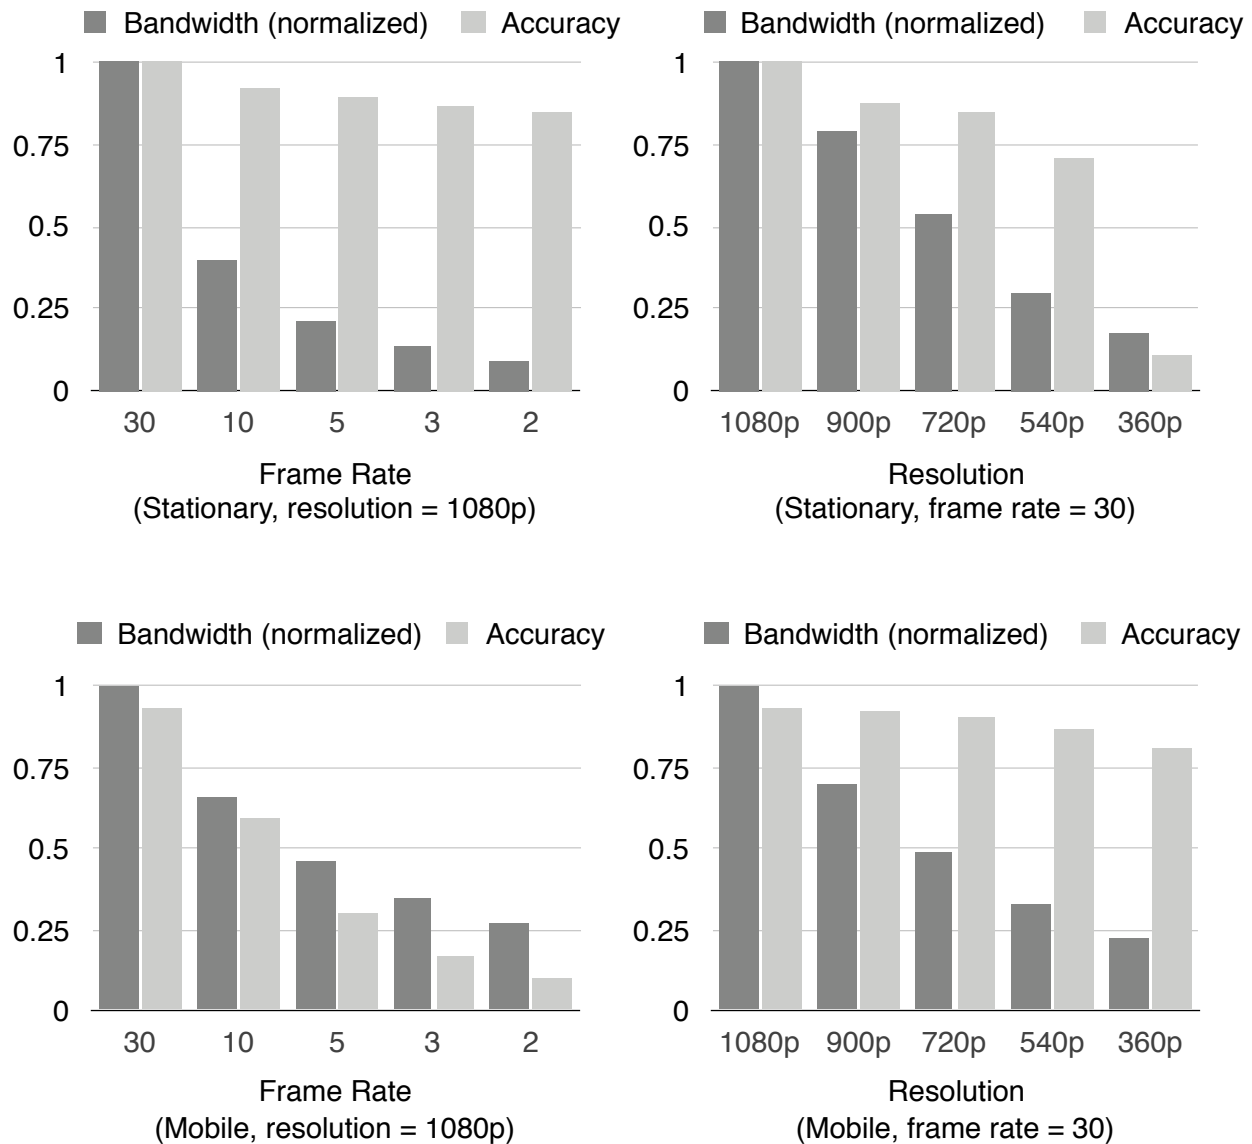 Bandwidth (normalized) Accuracy
1
0.75
0.5
0.25
0
30 10 5 3 2
Frame Rate
(Stationary, resolution = 1080p)
Bandwidth (normalized) Accuracy
1
0.75
0.5
0.25
0
1080p 900p 720p 540p 360p
Resolution
(Stationary, frame rate = 30)
Bandwidth (normalized) Accuracy
1
0.75
0.5
0.25
0
30 10 5 3 2
Frame Rate
(Mobile, resolution = 1080p)
Bandwidth (normalized) Accuracy
1
0.75
0.5
0.25
0
1080p 900p 720p 540p 360p
Resolution
(Mobile, frame rate = 30)